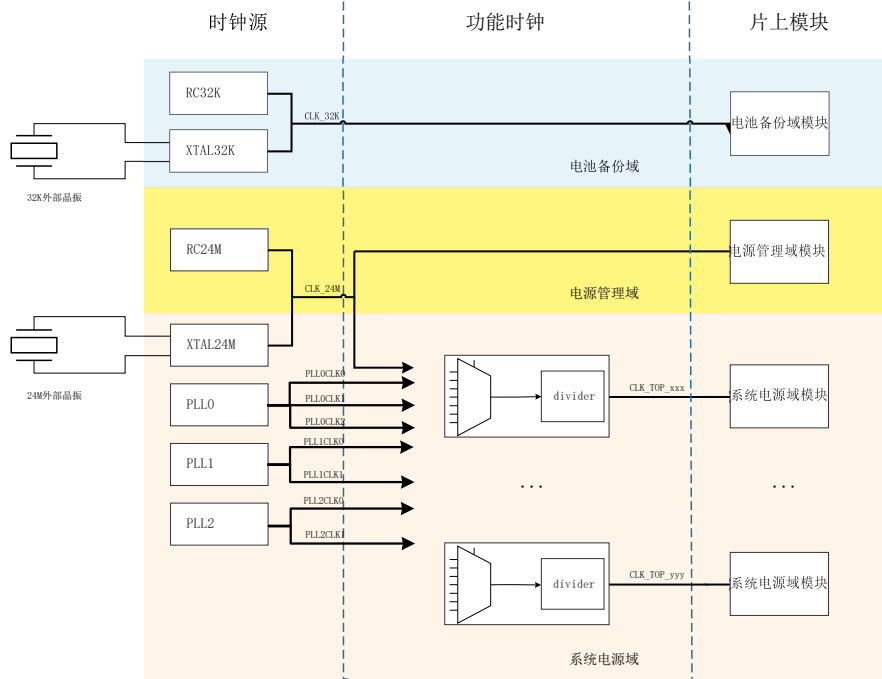 时钟源
功能时钟
片上模块
RC32K
CLK_32K
电池备份域模块
XTAL32K
电池备份域
32K外部晶振
RC24M
电源管理域模块
CLK_24M
电源管理域
XTAL24M
24M外部晶振
PLL0CLK0
PLL0
PLL0CLK1
PLL0CLK2
divider
CLK_TOP_xxx
系统电源域模块
PLL1CLK0
PLL1
PLL1CLK1
...
...
PLL2CLK0
PLL2
PLL2CLK1
divider
CLK_TOP_yyy
系统电源域模块
系统电源域